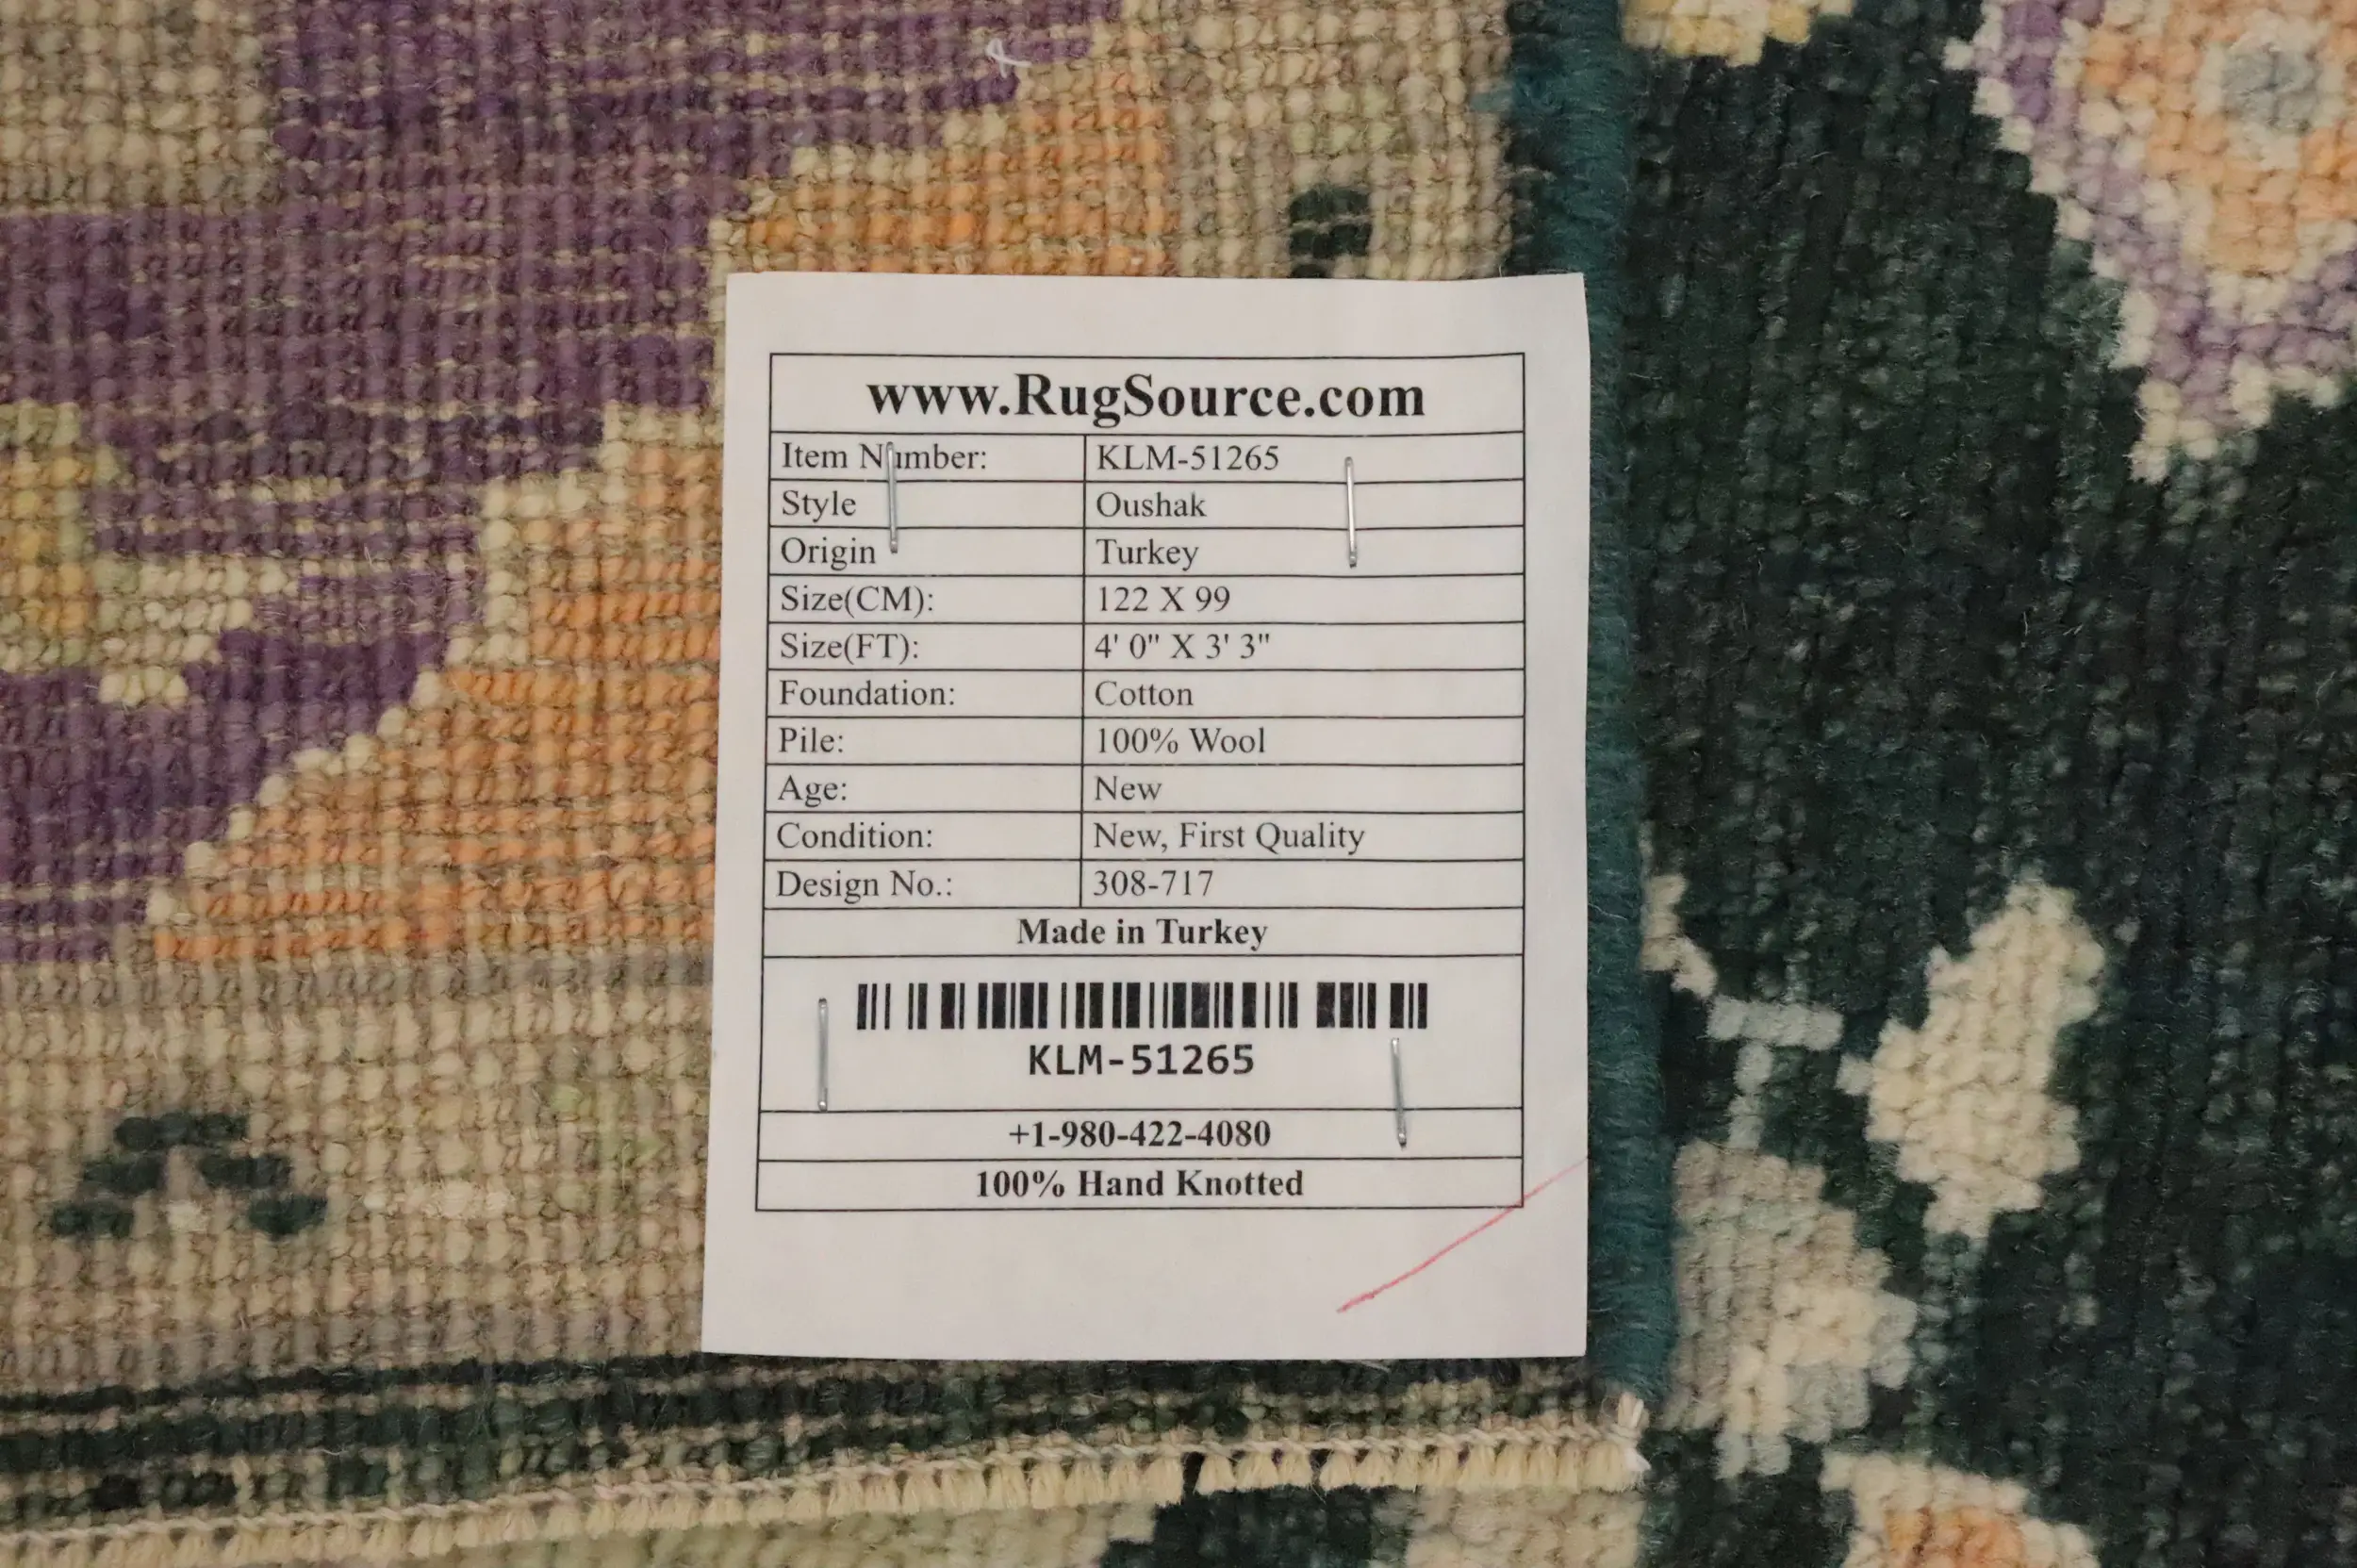 www.RugSource.com
Item Number: KLM-51265
Style Oushak
Origin Turkey
Size(CM): 122 X 99
Size(FT): 4' 0" X 3' 3"
Foundation: Cotton
Pile: 100% Wool
Age: New
Condition: New, First Quality
Design No.: 308-717
Made in Turkey
KLM-51265
+1-980-422-4080
100% Hand Knotted